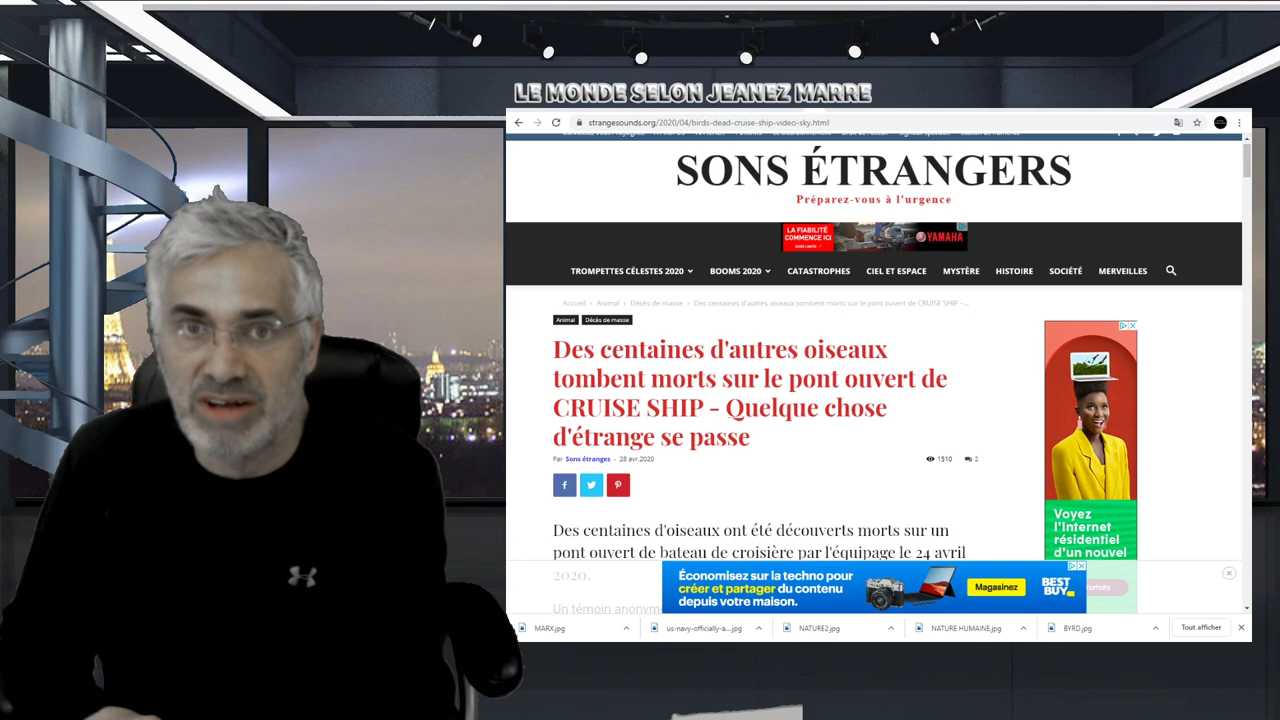 LE MONDE SELON JEANEZ MARRE
strangesounds.org/2020/04/birds-dead-cruise-ship-video-sky.html
SONS ÉTRANGERS
Préparez-vous à l'urgence
LA FIABILITÉ
COMMENCE ICI
YAMAHA
TROMPETTES CÉLESTES 2020
BOOMS 2020
CATASTROPHES
CIEL ET ESPACE
MYSTÈRE
HISTOIRE
SOCIÉTÉ
MERVEILLES
Accueil › Animal › Décès de masse › Des centaines d'autres oiseaux tombent morts sur le pont ouvert de CRUISE SHIP -...
Animal
Décès de masse
Des centaines d'autres oiseaux
tombent morts sur le pont ouvert de
CRUISE SHIP - Quelque chose
d'étrange se passe
Par Sons étranges - 28 avr.2020
1510
2
Des centaines d'oiseaux ont été découverts morts sur un
pont ouvert de bateau de croisière par l'équipage le 24 avril
2020.
Un témoin anonyme
Voyez
l'Internet
résidentiel
d'un nouvel
Économisez sur la techno pour
créer et partager du contenu
depuis votre maison.
Magasinez
BEST
BUY
MARX.jpg
us-navy-officially-a....jpg
NATURE2.jpg
NATURE HUMAINE.jpg
BYRD.jpg
Tout afficher